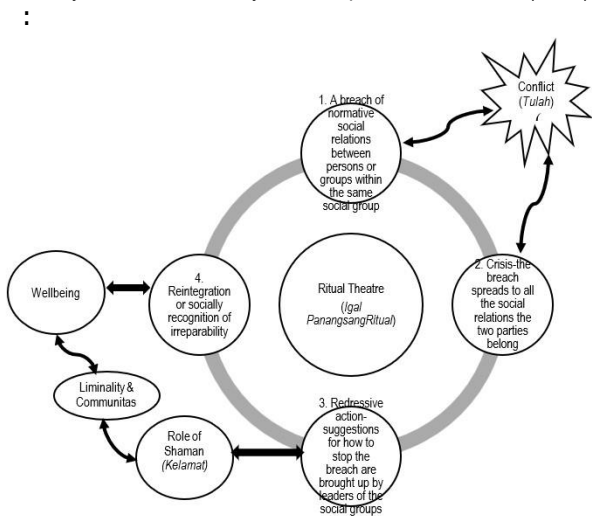 :
Conflict
(Tulah)
1. A breach of
normative
social
relations
between
persons or
groups within
the same
social group
2. Crisis-the
breach
spreads to all
the social
relations the
two parties
belong
4.
Reintegration
or socially
recognition of
irreparability
Ritual Theatre
(Igal
PanangsangRitual)
Wellbeing
Liminality &
Communitas
Role of
Shaman
(Kelamat)
3. Redressive
action-
suggestions
for how to
stop the
breach are
brought up by
leaders of the
social groups